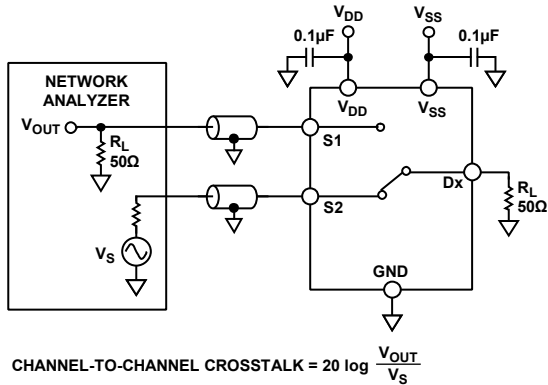 VDD
VSS
0.1µF
0.1µF
NETWORK
ANALYZER
VDD
VSS
VOUT
RL
50Ω
S1
S2
Dx
RL
50Ω
VS
GND
CHANNEL-TO-CHANNEL CROSSTALK = 20 log VOUT
VS